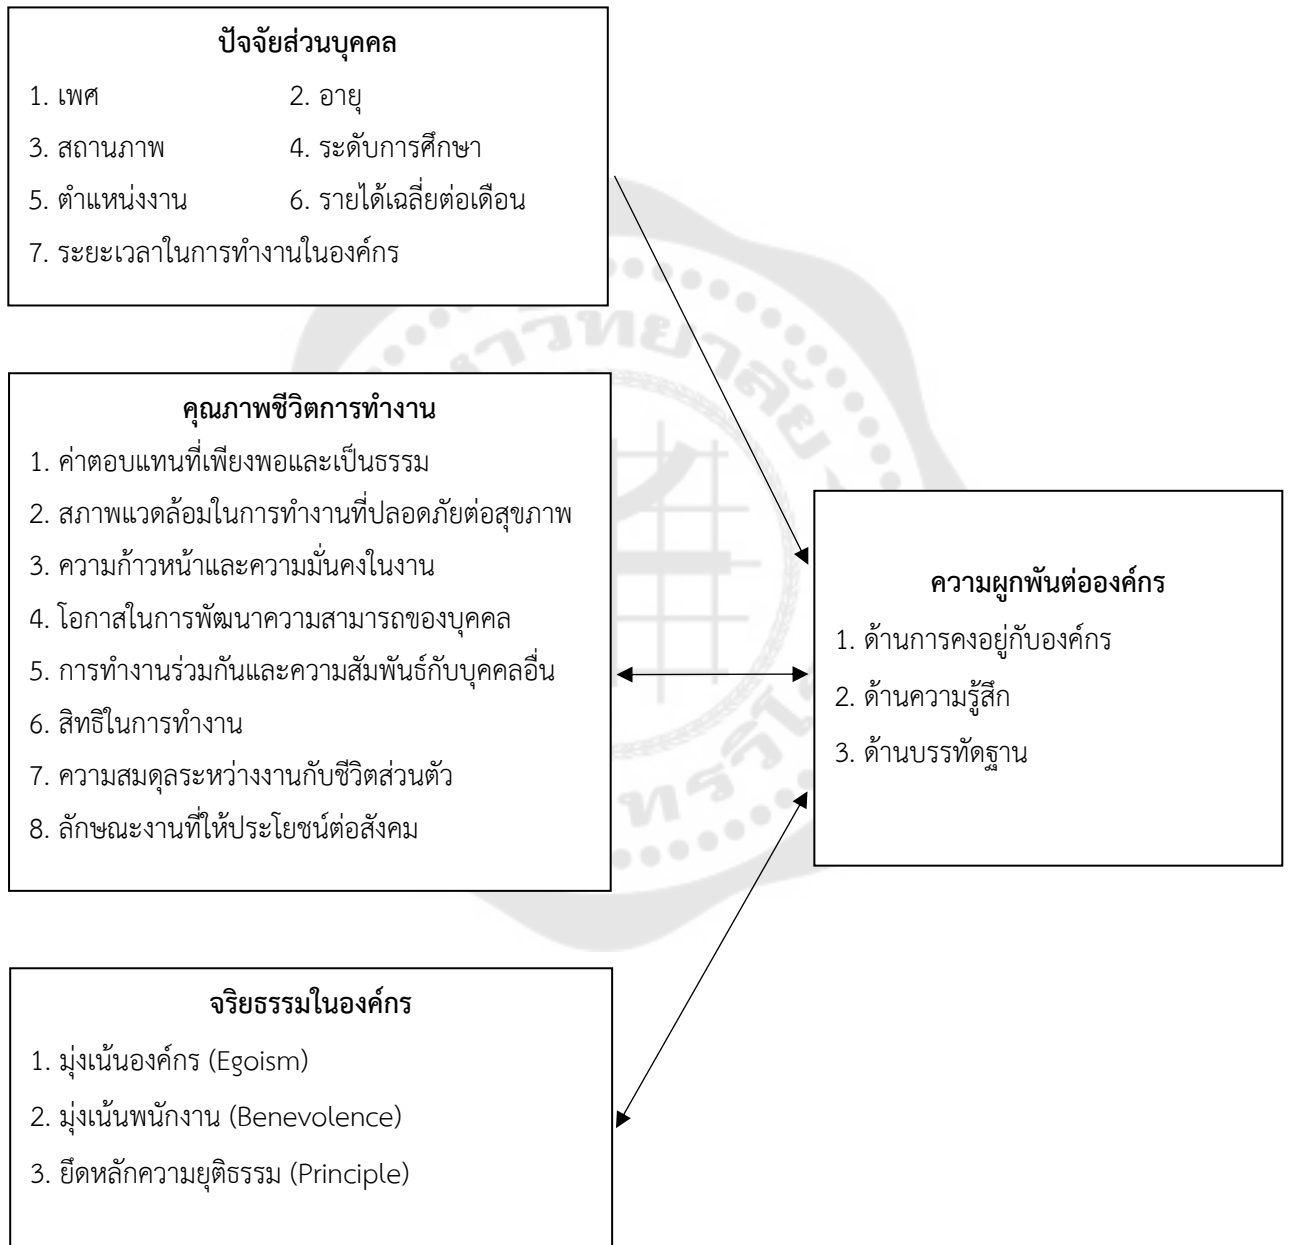 ปัจจัยส่วนบุคคล
1. เพศ 2. อายุ
3. สถานภาพ 4. ระดับการศึกษา
5. ตำแหน่งงาน 6. รายได้เฉลี่ยต่อเดือน
7. ระยะเวลาในการทำงานในองค์กร
คุณภาพชีวิตการทำงาน
1. ค่าตอบแทนที่เพียงพอและเป็นธรรม
2. สภาพแวดล้อมในการทำงานที่ปลอดภัยต่อสุขภาพ
3. ความก้าวหน้าและความมั่นคงในงาน
4. โอกาสในการพัฒนาความสามารถของบุคคล
5. การทำงานร่วมกันและความสัมพันธ์กับบุคคลอื่น
6. สิทธิในการทำงาน
7. ความสมดุลระหว่างงานกับชีวิตส่วนตัว
8. ลักษณะงานที่ให้ประโยชน์ต่อสังคม
ความผูกพันต่อองค์กร
1. ด้านการคงอยู่กับองค์กร
2. ด้านความรู้สึก
3. ด้านบรรทัดฐาน
จริยธรรมในองค์กร
1. มุ่งเน้นองค์กร (Egoism)
2. มุ่งเน้นพนักงาน (Benevolence)
3. ยึดหลักความยุติธรรม (Principle)